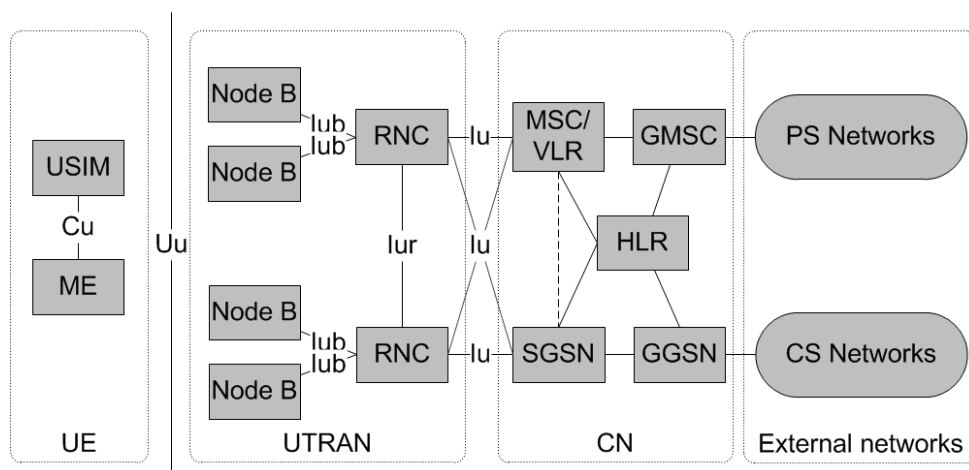 USIM
Cu
ME
UE
Uu
Node B
Iub
Iub
Node B
RNC
Iur
Node B
Iub
Iub
Node B
RNC
UTRAN
Iu
Iu
Iu
MSC/
VLR
GMSC
HLR
SGSN
GGSN
CN
PS Networks
CS Networks
External networks